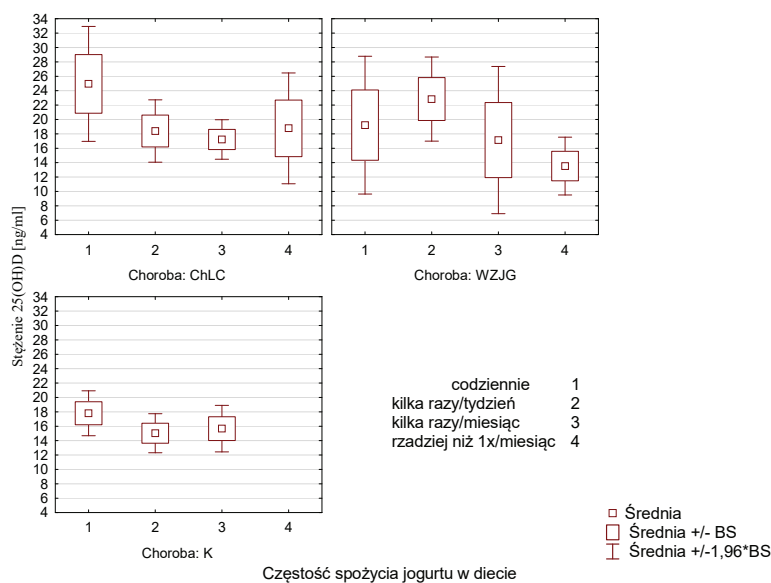 Stężenie 25(OH)D [ng/ml]
34
32
30
28
26
24
22
20
18
16
14
12
10
8
6
4
1 2 3 4
Choroba: ChLC
1 2 3 4
Choroba: WZJG
34
32
30
28
26
24
22
20
18
16
14
12
10
8
6
4
1 2 3 4
Choroba: K
codziennie 1
kilka razy/tydzień 2
kilka razy/miesiąc 3
rzadziej niż 1x/miesiąc 4
Średnia
Średnia +/- BS
Średnia +/-1,96*BS
Częstość spożycia jogurtu w diecie